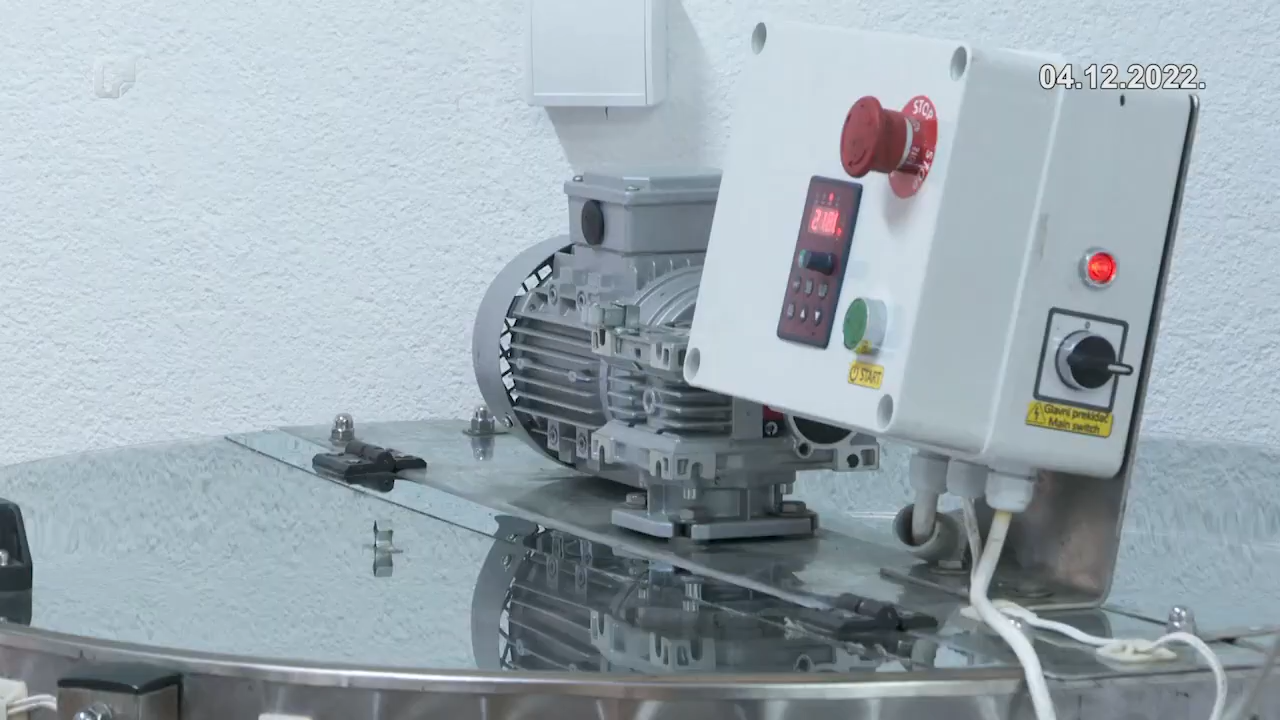 04.12.2022.
STOP
START
Glavni prekidač
Main switch